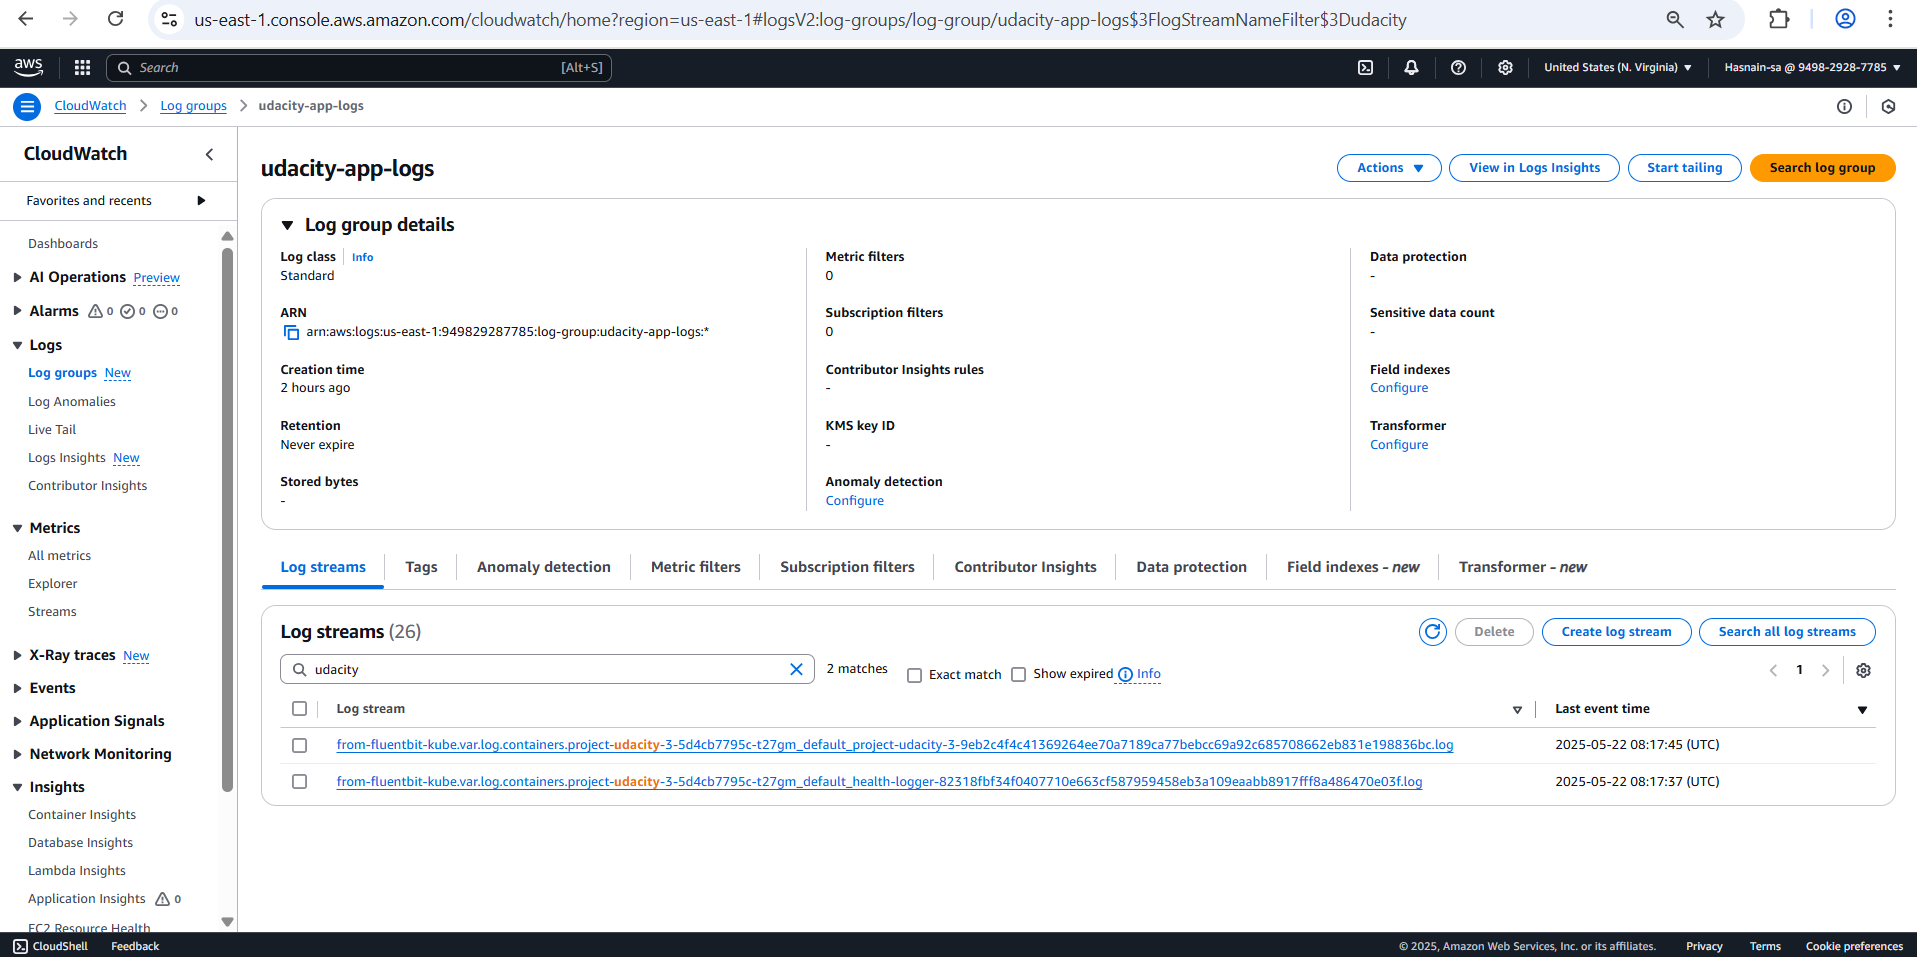 us-east-1.console.aws.amazon.com/cloudwatch/home?region=us-east-1#logsV2:log-groups/log-group/udacity-app-logs$3FlogStreamNameFilter$3Dudacity
aws Search [Alt+S] United States (N. Virginia) Hasnain-sa @ 9498-2928-7785
CloudWatch Log groups udacity-app-logs
CloudWatch
Favorites and recents
Dashboards
AI Operations Preview
Alarms 0 0 0
Logs
Log groups New
Log Anomalies
Live Tail
Logs Insights New
Contributor Insights
Metrics
All metrics
Explorer
Streams
X-Ray traces New
Events
Application Signals
Network Monitoring
Insights
Container Insights
Database Insights
Lambda Insights
Application Insights 0
EC2 Resource Health
udacity-app-logs
Actions View in Logs Insights Start tailing Search log group
Log group details
Log class Info
Standard
ARN
arn:aws:logs:us-east-1:949829287785:log-group:udacity-app-logs:*
Creation time
2 hours ago
Retention
Never expire
Stored bytes
-
Metric filters
0
Subscription filters
0
Contributor Insights rules
-
KMS key ID
-
Anomaly detection
Configure
Data protection
-
Sensitive data count
-
Field indexes
Configure
Transformer
Configure
Log streams Tags Anomaly detection Metric filters Subscription filters Contributor Insights Data protection Field indexes - new Transformer - new
Log streams (26)
Delete Create log stream Search all log streams
udacity 2 matches Exact match Show expired Info 1
Log stream Last event time
from-fluentbit-kube.var.log.containers.project-udacity-3-5d4cb7795c-t27gm_default_project-udacity-3-9eb2c4f4c41369264ee70a7189ca77bebcc69a92c685708662eb831e198836bc.log 2025-05-22 08:17:45 (UTC)
from-fluentbit-kube.var.log.containers.project-udacity-3-5d4cb7795c-t27gm_default_health-logger-82318fbf34f0407710e663cf587959458eb3a109eaabb8917fff8a486470e03f.log 2025-05-22 08:17:37 (UTC)
CloudShell Feedback © 2025, Amazon Web Services, Inc. or its affiliates. Privacy Terms Cookie preferences